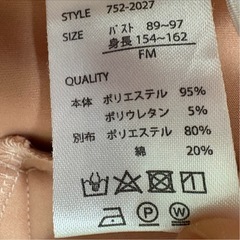 STYLE 752-2027
SIZE バスト 89~97
身長 154~162
FM
QUALITY
本体 ポリエステル 95%
ポリウレタン 5%
別布 ポリエステル 80%
綿 20%
P W